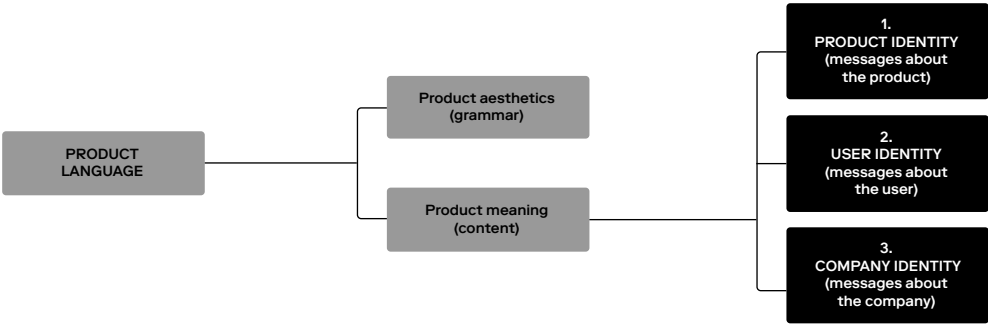 PRODUCT
LANGUAGE
Product aesthetics
(grammar)
Product meaning
(content)
1.
PRODUCT IDENTITY
(messages about
the product)
2.
USER IDENTITY
(messages about
the user)
3.
COMPANY IDENTITY
(messages about
the company)